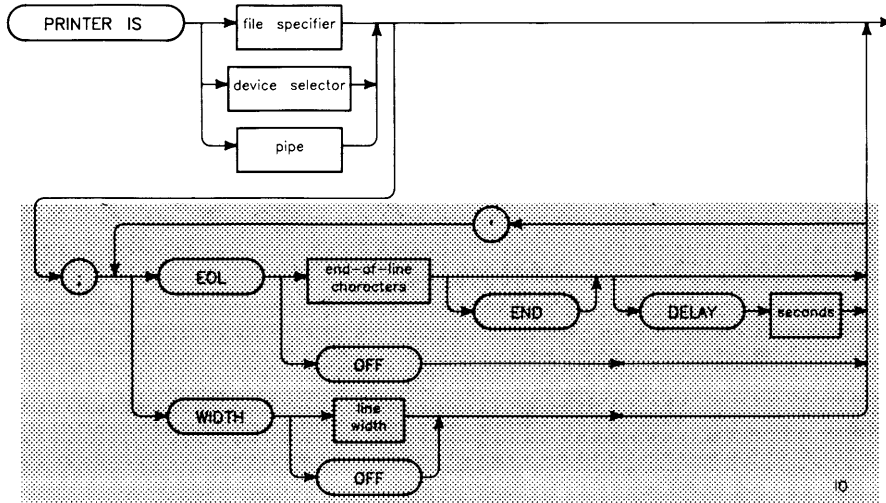 PRINTER IS
file specifier
device selector
pipe
,
;
EOL
end-of-line
characters
END
DELAY
seconds
OFF
WIDTH
line
width
OFF
IO